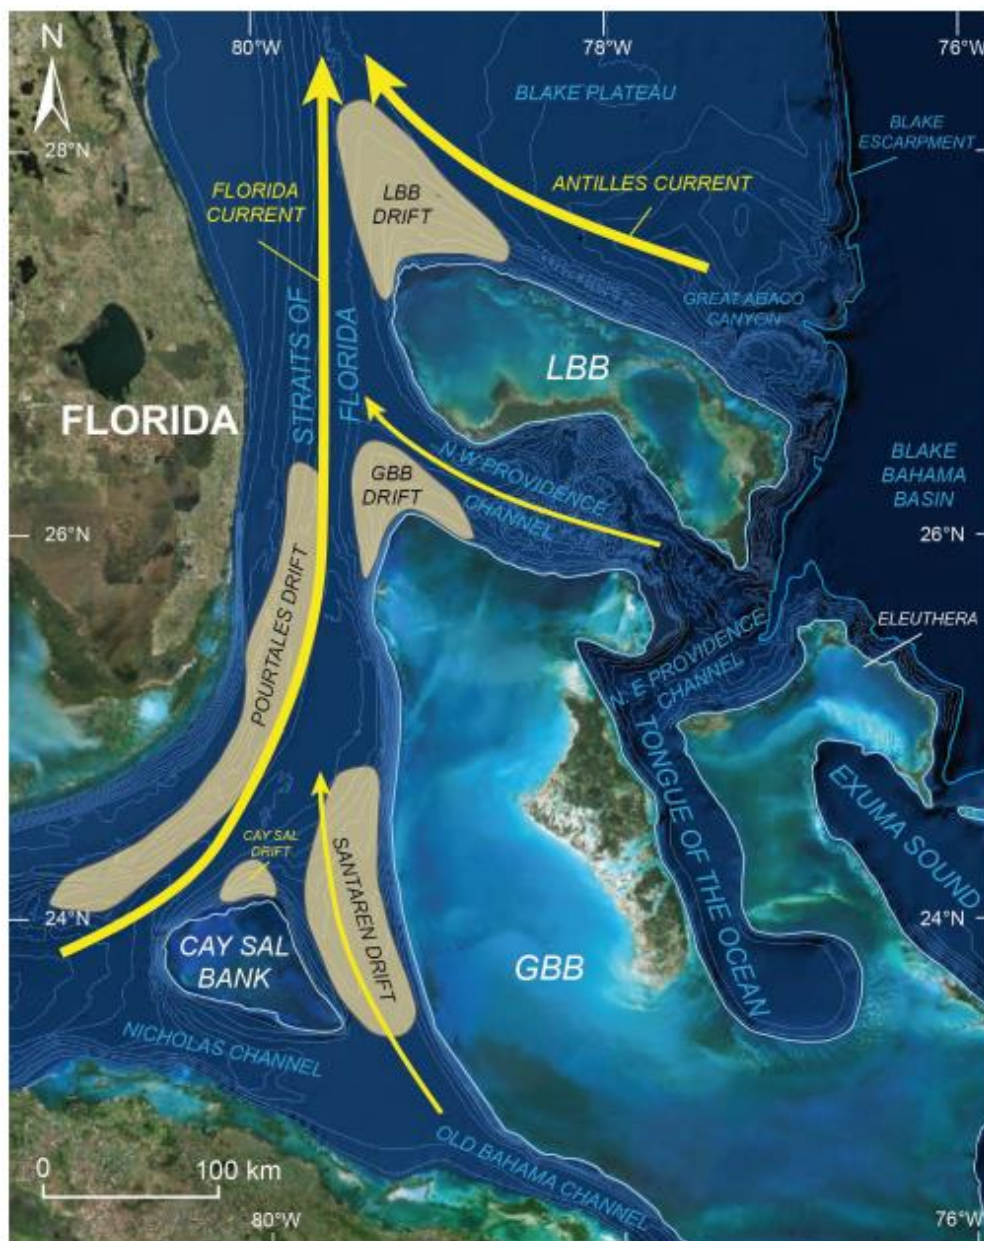 N
80°W
78°W
76°W
BLAKE PLATEAU
BLAKE
ESCARPMENT
28°N
LBB
DRIFT
ANTILLES CURRENT
FLORIDA
CURRENT
GREAT ABACO
CANYON
STRAITS OF
FLORIDA
LBB
FLORIDA
N.W PROVIDENCE
CHANNEL
GBB
DRIFT
BLAKE
BAHAMA
BASIN
26°N
26°N
ELEUTHERA
POURTALES DRIFT
N. E PROVIDENCE
CHANNEL
TONGUE OF THE OCEAN
EXUMA SOUND
CAY SAL
DRIFT
SANTAREN DRIFT
24°N
24°N
CAY SAL
BANK
GBB
NICHOLAS CHANNEL
OLD BAHAMA CHANNEL
0
100 km
80°W
76°W